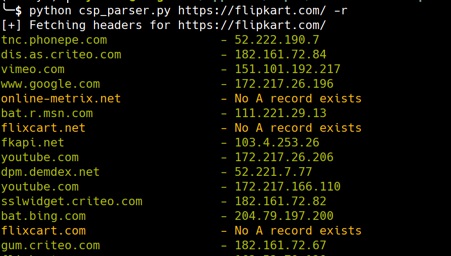 └─$ python csp_parser.py https://flipkart.com/ -r
[+] Fetching headers for https://flipkart.com/
tnc.phonepe.com - 52.222.190.7
dis.as.criteo.com - 182.161.72.84
vimeo.com - 151.101.192.217
www.google.com - 172.217.26.196
online-metrix.net - No A record exists
bat.r.msn.com - 111.221.29.13
flixcart.net - No A record exists
fkapi.net - 103.4.253.26
youtube.com - 172.217.26.206
dpm.demdex.net - 52.221.7.77
youtube.com - 172.217.166.110
sslwidget.criteo.com - 182.161.72.82
bat.bing.com - 204.79.197.200
flixcart.com - No A record exists
gum.criteo.com - 182.161.72.67